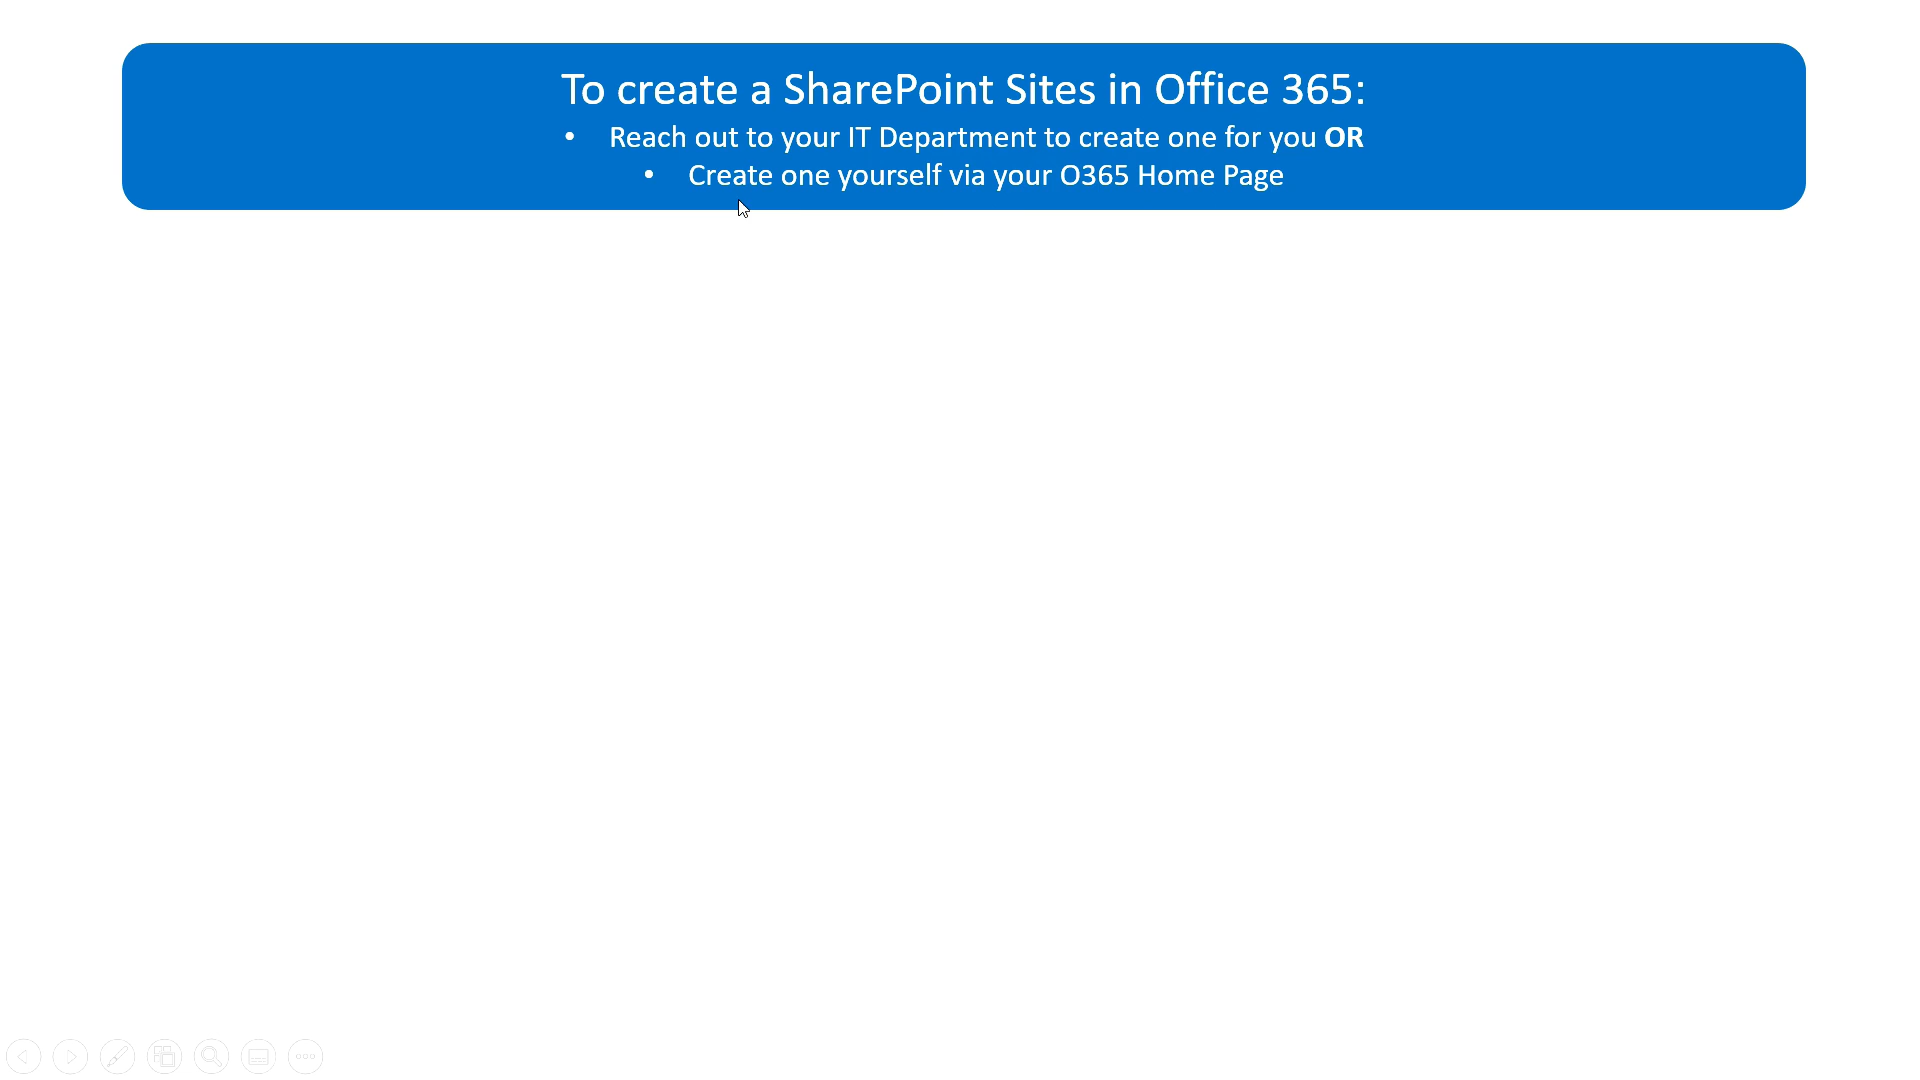 To create a SharePoint Sites in Office 365:
• Reach out to your IT Department to create one for you OR
• Create one yourself via your O365 Home Page